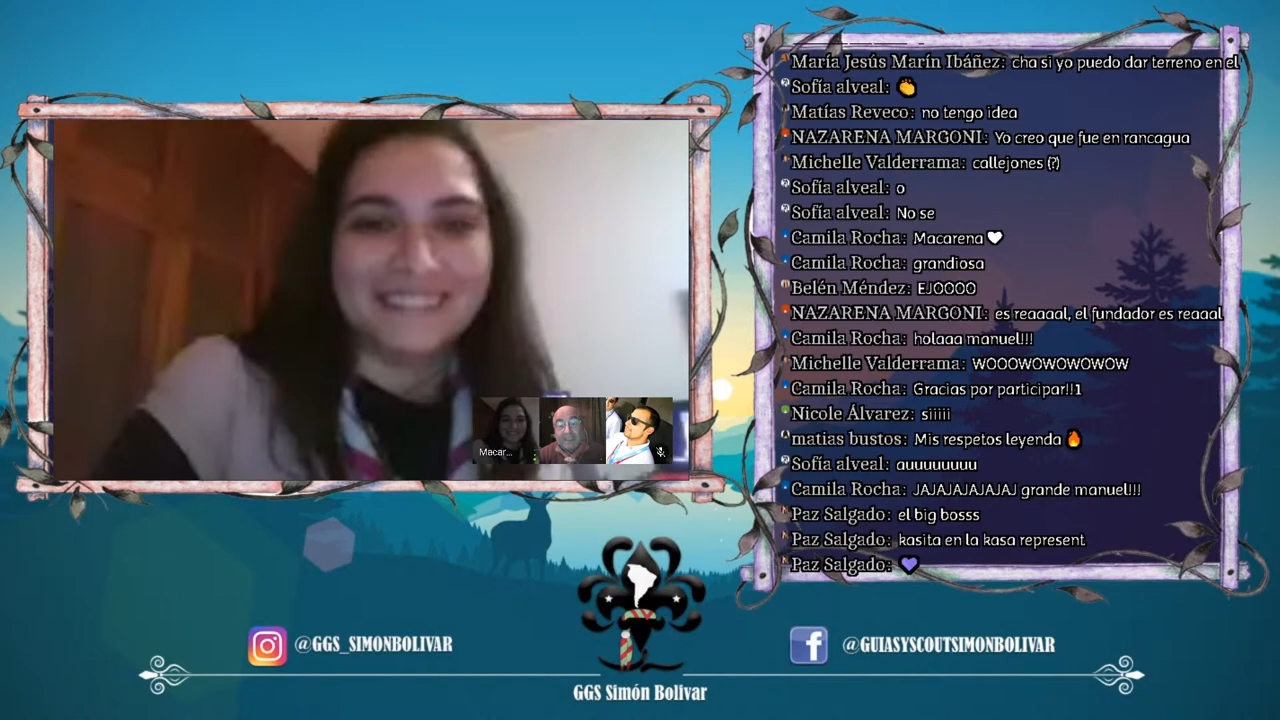 María Jesús Marín Ibáñez: cha si yo puedo dar terreno en el
Sofía alveal: 👏
Matías Reveco: no tengo idea
NAZARENA MARGONI: Yo creo que fue en rancagua
Michelle Valderrama: callejones (?)
Sofía alveal: o
Sofía alveal: No se
Camila Rocha: Macarena🤍
Camila Rocha: grandiosa
Belén Méndez: EJOOOO
NAZARENA MARGONI: es reaaaal, el fundador es reaaal
Camila Rocha: holaaa manuel!!!
Michelle Valderrama: WOOOWOWOWOWOW
Camila Rocha: Gracias por participar!!1
Nicole Álvarez: siiiii
matias bustos: Mis respetos leyenda🔥
Sofía alveal: auuuuuuuu
Camila Rocha: JAJAJAJAJAJAJ grande manuel!!!
Paz Salgado: el big bosss
Paz Salgado: kasita en la kasa represent
Paz Salgado: 💜
Macar...
@GGS_SIMONBOLIVAR
@GUIASYSCOUTSIMONBOLIVAR
GGS Simón Bolivar